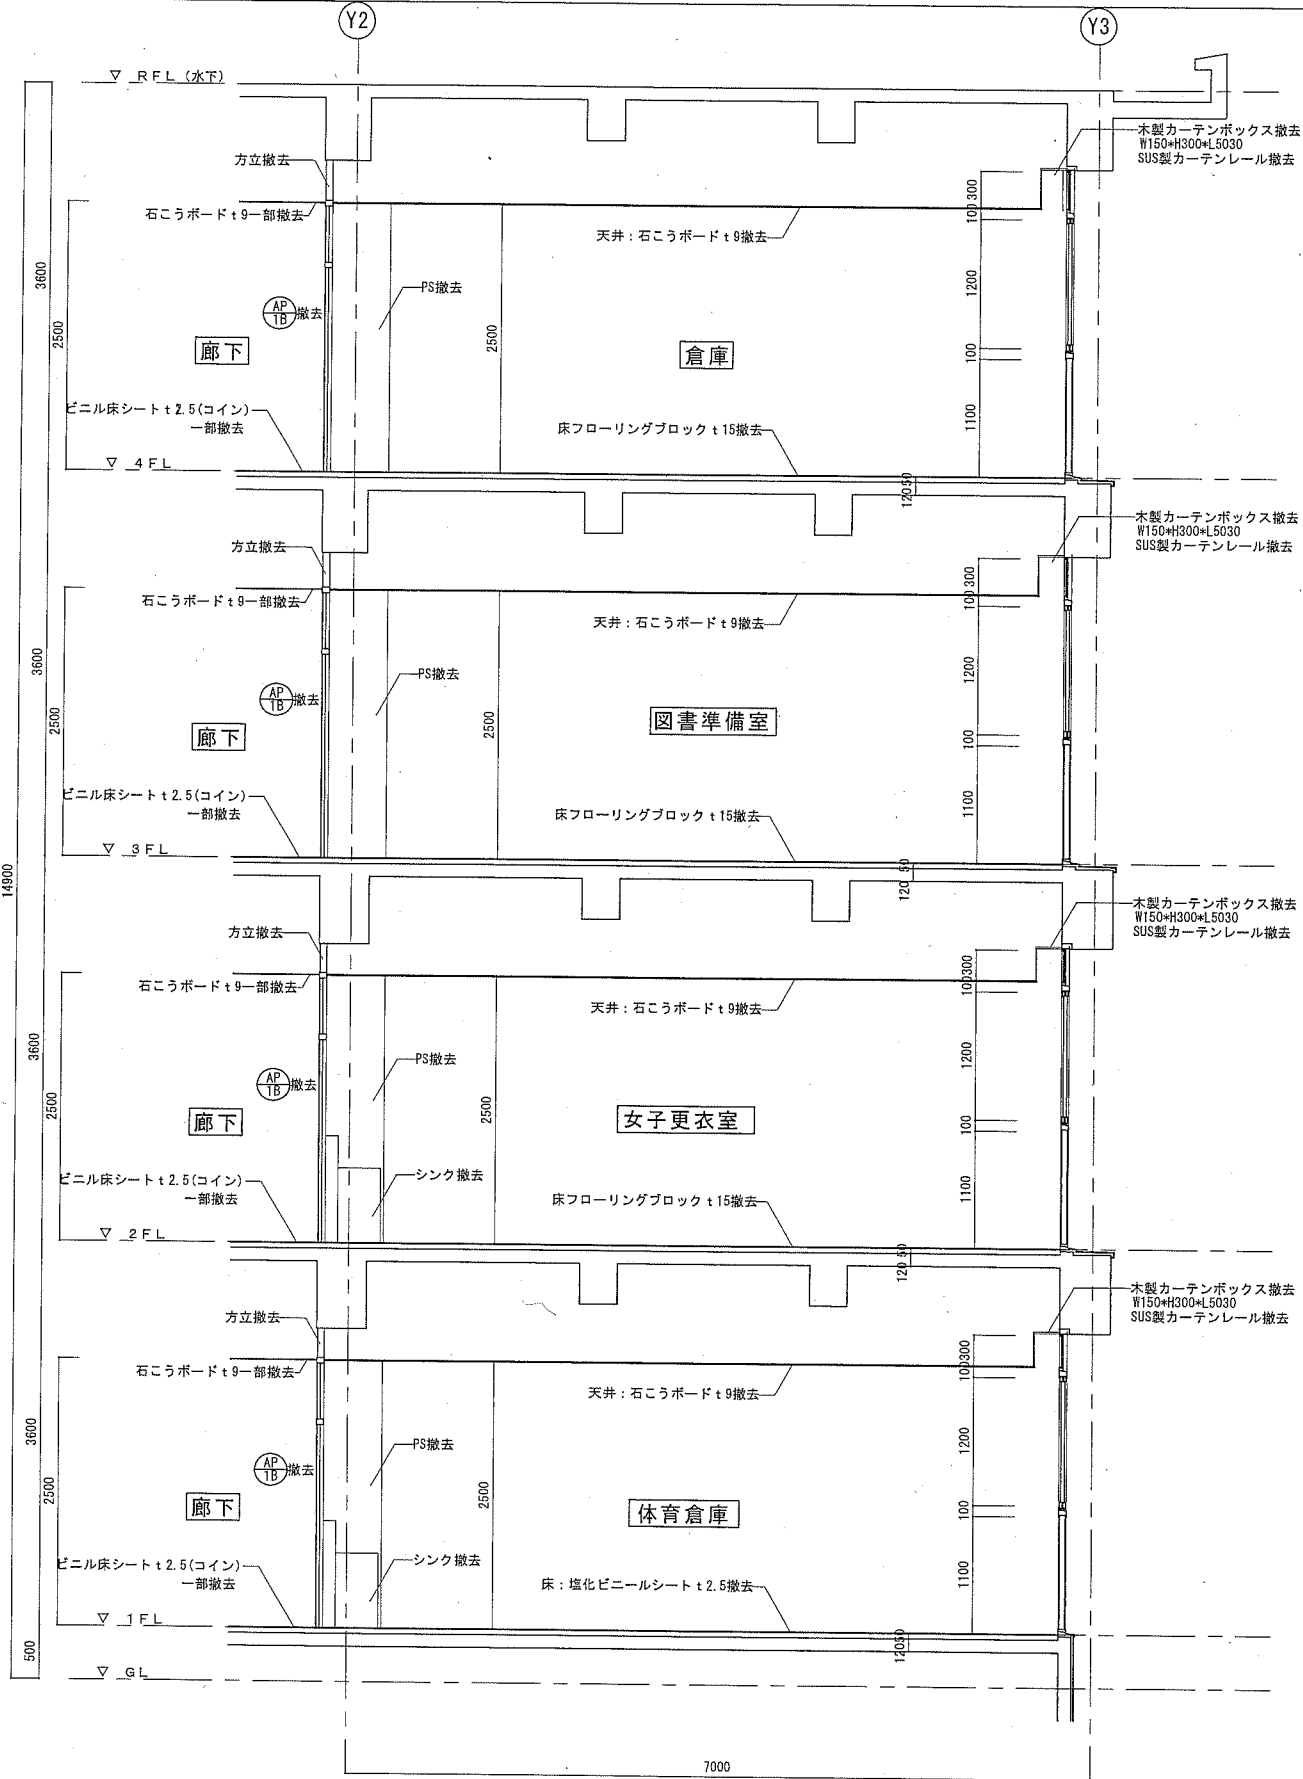 Y2
Y3
▽ RFL (水下)
木製カーテンボックス撤去
W150*H300*L5030
SUS製カーテンレール撤去
方立撤去
石こうボードｔ9一部撤去
天井：石こうボードｔ9撤去
100 300
3600
2500
AP
1B
撤去
PS撤去
2500
1200
廊下
倉庫
100
ビニル床シートｔ2.5(コイン)
一部撤去
床フローリングブロックｔ15撤去
1100
▽ 4FL
120 50
木製カーテンボックス撤去
W150*H300*L5030
SUS製カーテンレール撤去
方立撤去
石こうボードｔ9一部撤去
天井：石こうボードｔ9撤去
100 300
3600
2500
AP
1B
撤去
PS撤去
2500
1200
廊下
図書準備室
100
ビニル床シートｔ2.5(コイン)
一部撤去
床フローリングブロックｔ15撤去
1100
▽ 3FL
14900
120 50
木製カーテンボックス撤去
W150*H300*L5030
SUS製カーテンレール撤去
方立撤去
石こうボードｔ9一部撤去
天井：石こうボードｔ9撤去
100 300
3600
2500
AP
1B
撤去
PS撤去
2500
1200
廊下
女子更衣室
100
シンク撤去
ビニル床シートｔ2.5(コイン)
一部撤去
床フローリングブロックｔ15撤去
1100
▽ 2FL
120 50
木製カーテンボックス撤去
W150*H300*L5030
SUS製カーテンレール撤去
方立撤去
石こうボードｔ9一部撤去
天井：石こうボードｔ9撤去
100 300
3600
2500
AP
1B
撤去
PS撤去
2500
1200
廊下
体育倉庫
100
シンク撤去
ビニル床シートｔ2.5(コイン)
一部撤去
床：塩化ビニールシートｔ2.5撤去
1100
▽ 1FL
120 50
500
▽ GL
7000